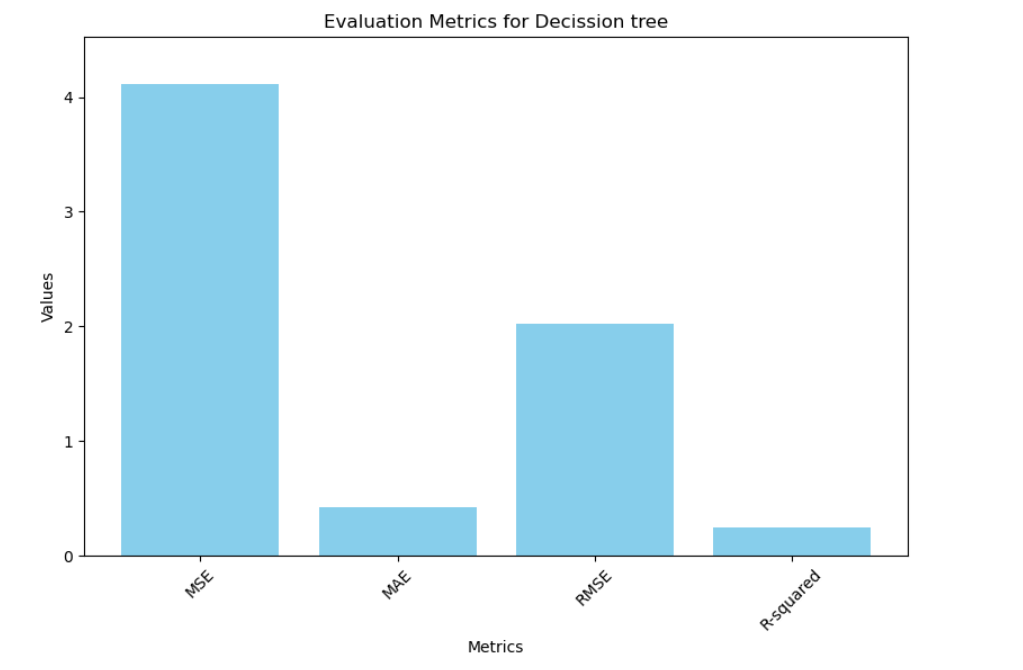 Evaluation Metrics for Decission tree
4
3
2
1
0
Values
MSE
MAE
RMSE
R-squared
Metrics